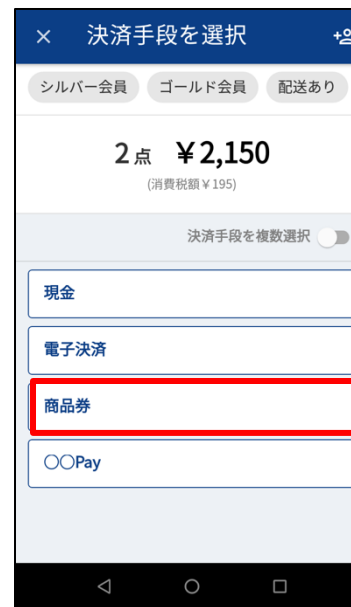 × 決済手段を選択
シルバー会員 ゴールド会員 配送あり
2点 ￥2,150
(消費税額￥195)
決済手段を複数選択
現金
電子決済
商品券
〇〇Pay